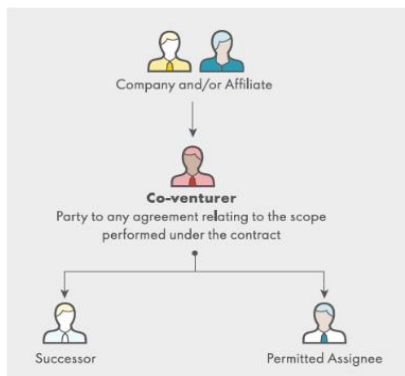 Company and/or Affiliate
Co-venturer
Party to any agreement relating to the scope
performed under the contract
Successor
Permitted Assignee